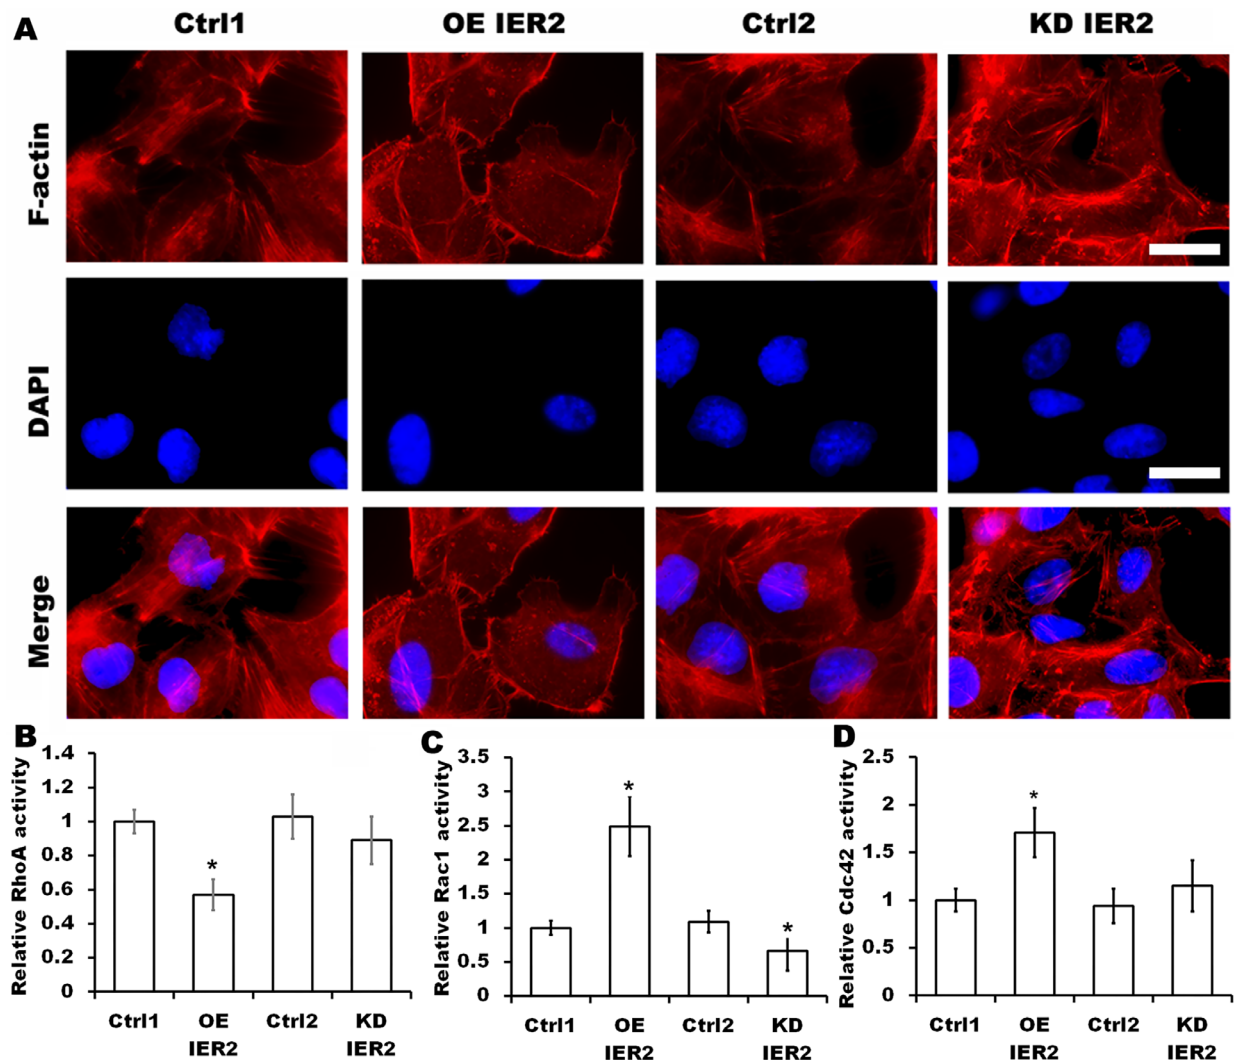 A
Ctrl1 OE IER2 Ctrl2 KD IER2
F-actin
DAPI
Merge
B
Relative RhoA activity
1.4
1.2
1
0.8
0.6
0.4
0.2
0
*
Ctrl1 OE Ctrl2 KD
IER2 IER2
C
Relative Rac1 activity
3.5
3
2.5
2
1.5
1
0.5
0
*
*
Ctrl1 OE Ctrl2 KD
IER2 IER2
D
Relative Cdc42 activity
2.5
2
1.5
1
0.5
0
*
Ctrl1 OE Ctrl2 KD
IER2 IER2